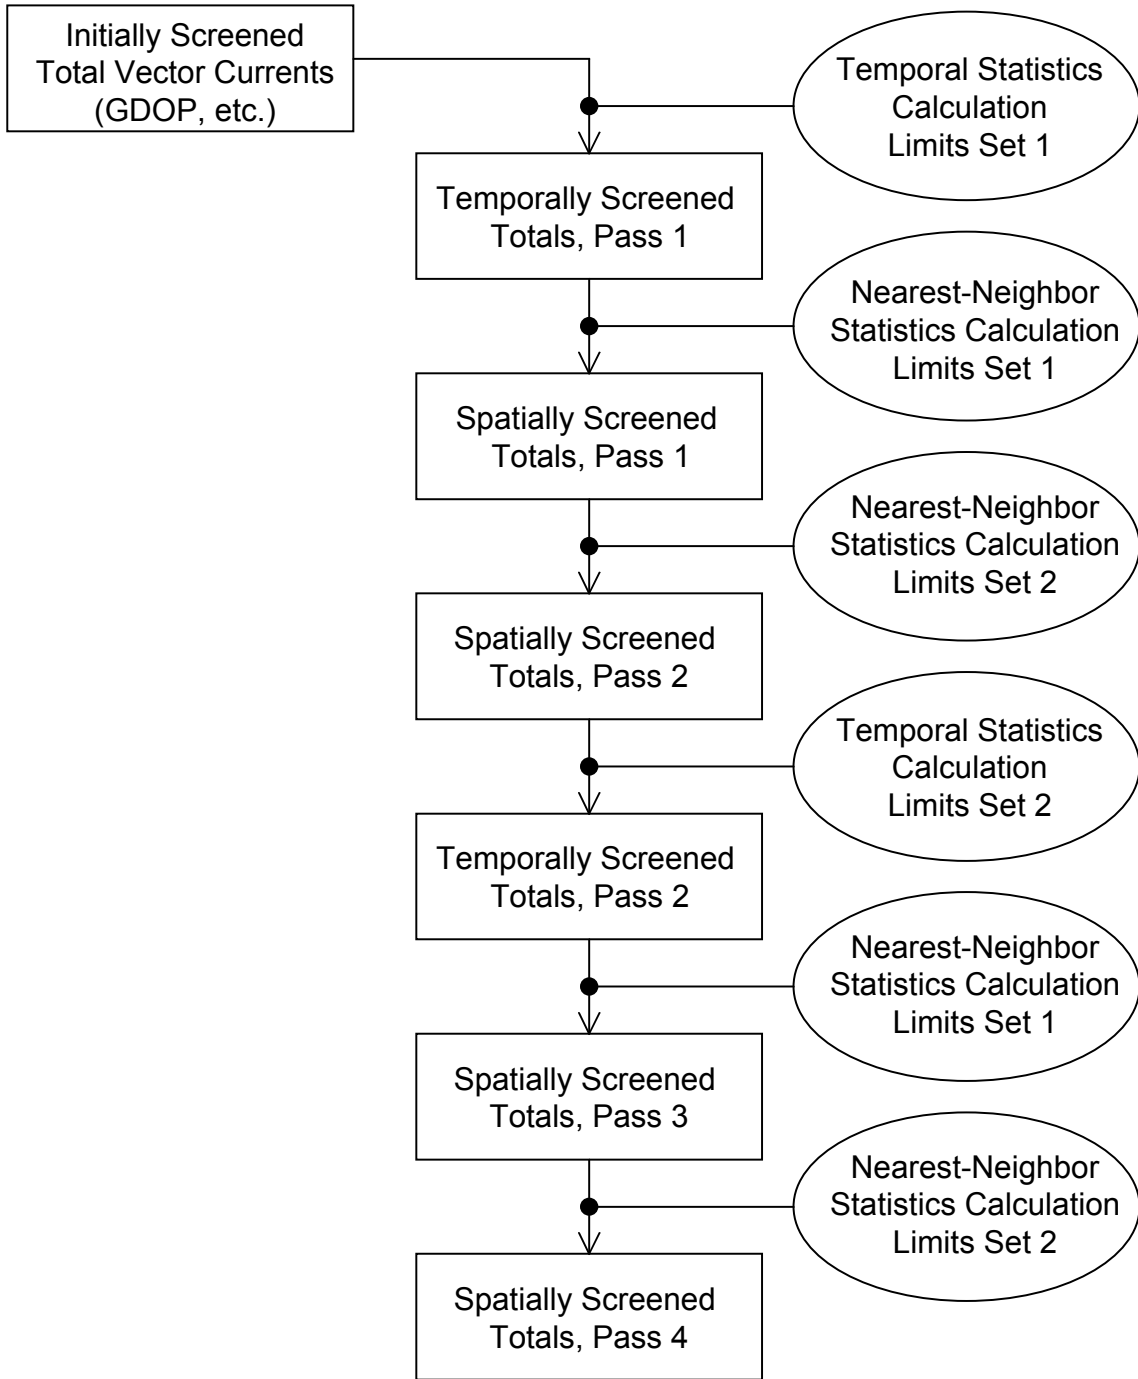 Initially Screened
Total Vector Currents
(GDOP, etc.)
Temporal Statistics
Calculation
Limits Set 1
Temporally Screened
Totals, Pass 1
Nearest-Neighbor
Statistics Calculation
Limits Set 1
Spatially Screened
Totals, Pass 1
Nearest-Neighbor
Statistics Calculation
Limits Set 2
Spatially Screened
Totals, Pass 2
Temporal Statistics
Calculation
Limits Set 2
Temporally Screened
Totals, Pass 2
Nearest-Neighbor
Statistics Calculation
Limits Set 1
Spatially Screened
Totals, Pass 3
Nearest-Neighbor
Statistics Calculation
Limits Set 2
Spatially Screened
Totals, Pass 4